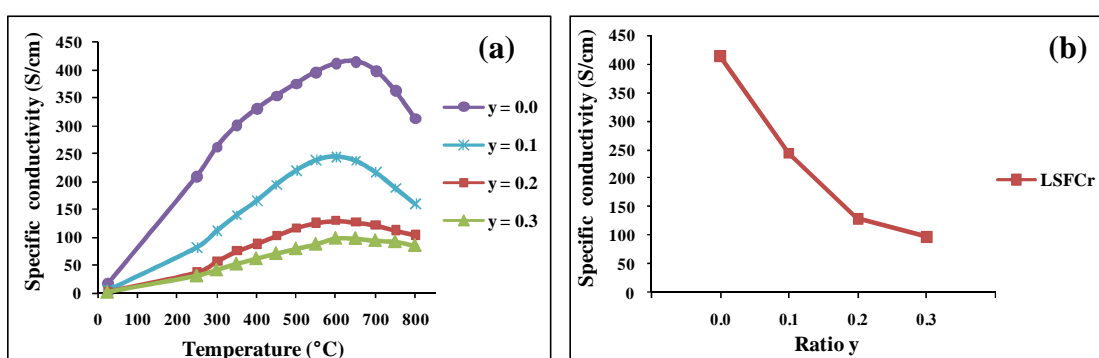 (a)
Specific conductivity (S/cm)
450
400
350
300
250
200
150
100
50
0
0 100 200 300 400 500 600 700 800
Temperature (°C)
y = 0.0
y = 0.1
y = 0.2
y = 0.3
(b)
Specific conductivity (S/cm)
450
400
350
300
250
200
150
100
50
0
0.0 0.1 0.2 0.3
Ratio y
LSFCr